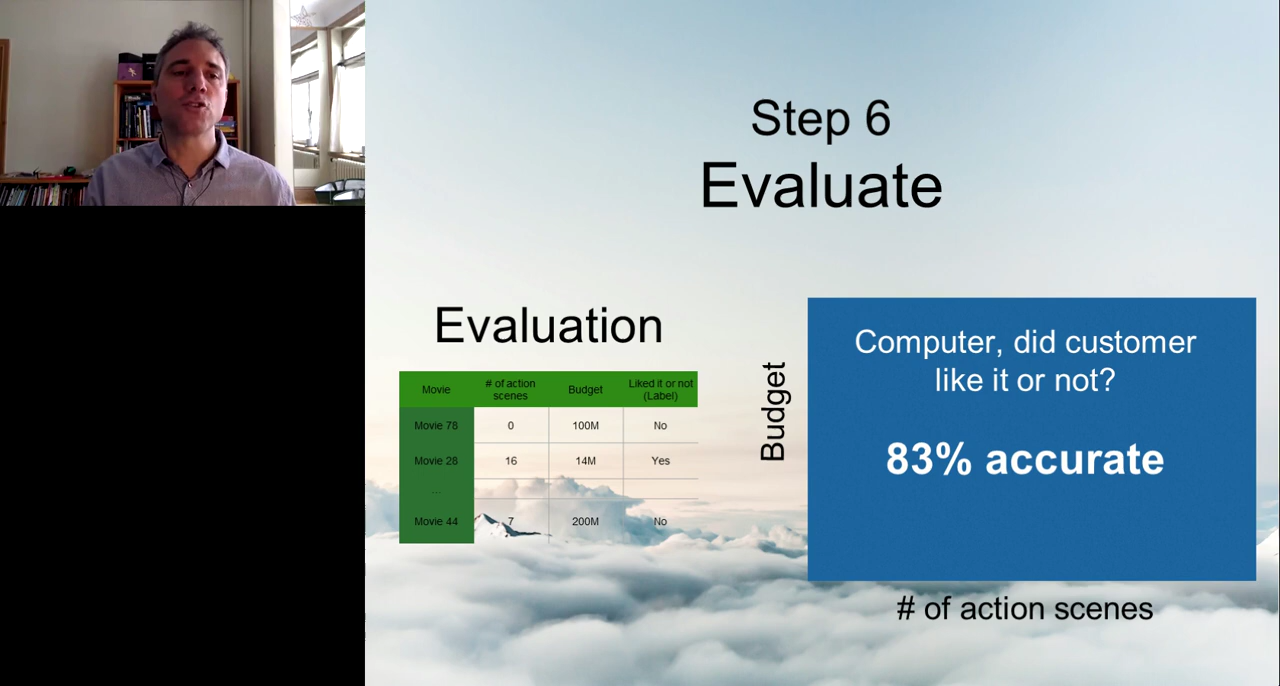 Step 6
Evaluate
Evaluation
Movie # of action scenes Budget Liked it or not (Label)
Movie 78 0 100M No
Movie 28 16 14M Yes
...
Movie 44 7 200M No
Budget
Computer, did customer
like it or not?
83% accurate
# of action scenes